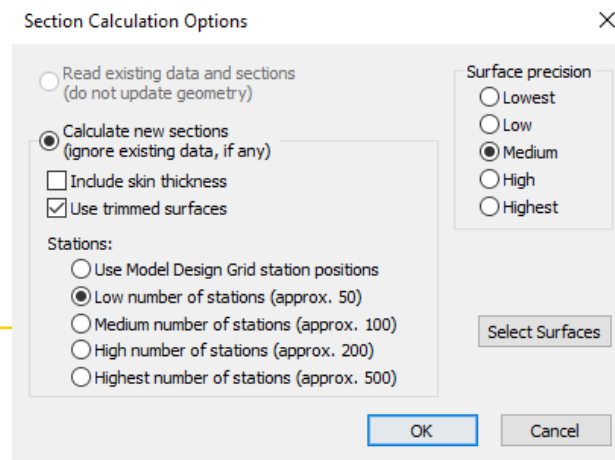 Section Calculation Options
Read existing data and sections
(do not update geometry)
Calculate new sections
(ignore existing data, if any)
Include skin thickness
Use trimmed surfaces
Stations:
Use Model Design Grid station positions
Low number of stations (approx. 50)
Medium number of stations (approx. 100)
High number of stations (approx. 200)
Highest number of stations (approx. 500)
Surface precision
Lowest
Low
Medium
High
Highest
Select Surfaces
OK
Cancel